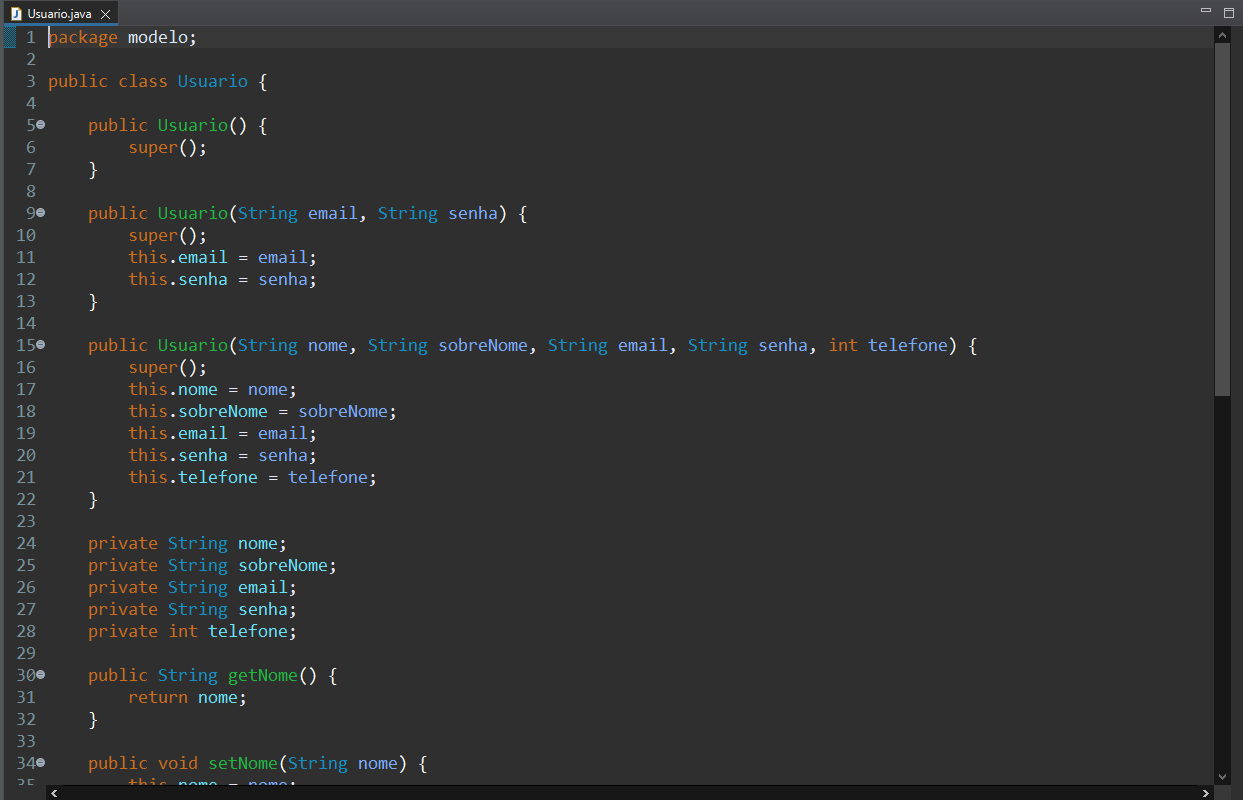 Usuario.java
1 package modelo;
2
3 public class Usuario {
4
5 public Usuario() {
6 super();
7 }
8
9 public Usuario(String email, String senha) {
10 super();
11 this.email = email;
12 this.senha = senha;
13 }
14
15 public Usuario(String nome, String sobreNome, String email, String senha, int telefone) {
16 super();
17 this.nome = nome;
18 this.sobreNome = sobreNome;
19 this.email = email;
20 this.senha = senha;
21 this.telefone = telefone;
22 }
23
24 private String nome;
25 private String sobreNome;
26 private String email;
27 private String senha;
28 private int telefone;
29
30 public String getNome() {
31 return nome;
32 }
33
34 public void setNome(String nome) {
35 this.nome = nome;